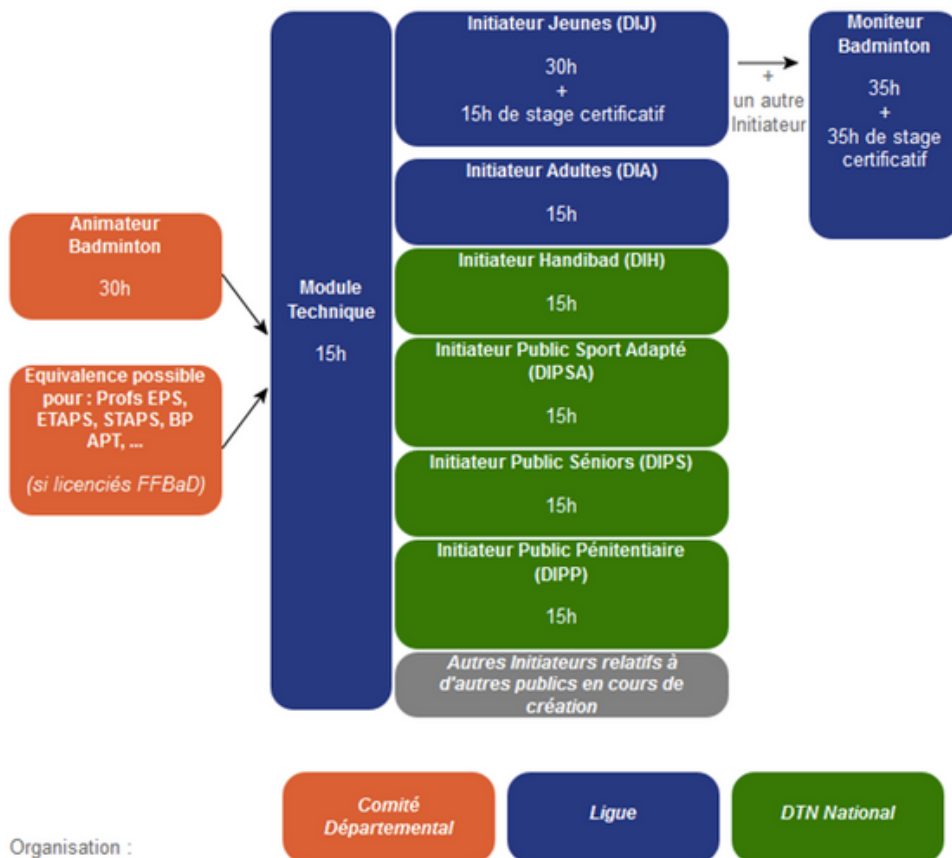 Animateur
Badminton
30h
Equivalence possible
pour : Profs EPS,
ETAPS, STAPS, BP
APT, ...
(si licenciés FFBaD)
Module
Technique
15h
Initiateur Jeunes (DIJ)
30h
+
15h de stage certificatif
Initiateur Adultes (DIA)
15h
Initiateur Handibad (DIH)
15h
Initiateur Public Sport Adapté
(DIPSA)
15h
Initiateur Public Séniors (DIPS)
15h
Initiateur Public Pénitentiaire
(DIPP)
15h
Autres Initiateurs relatifs à
d'autres publics en cours de
création
+
un autre
Initiateur
Moniteur
Badminton
35h
+
35h de stage
certificatif
Organisation :
Comité
Départemental
Ligue
DTN National